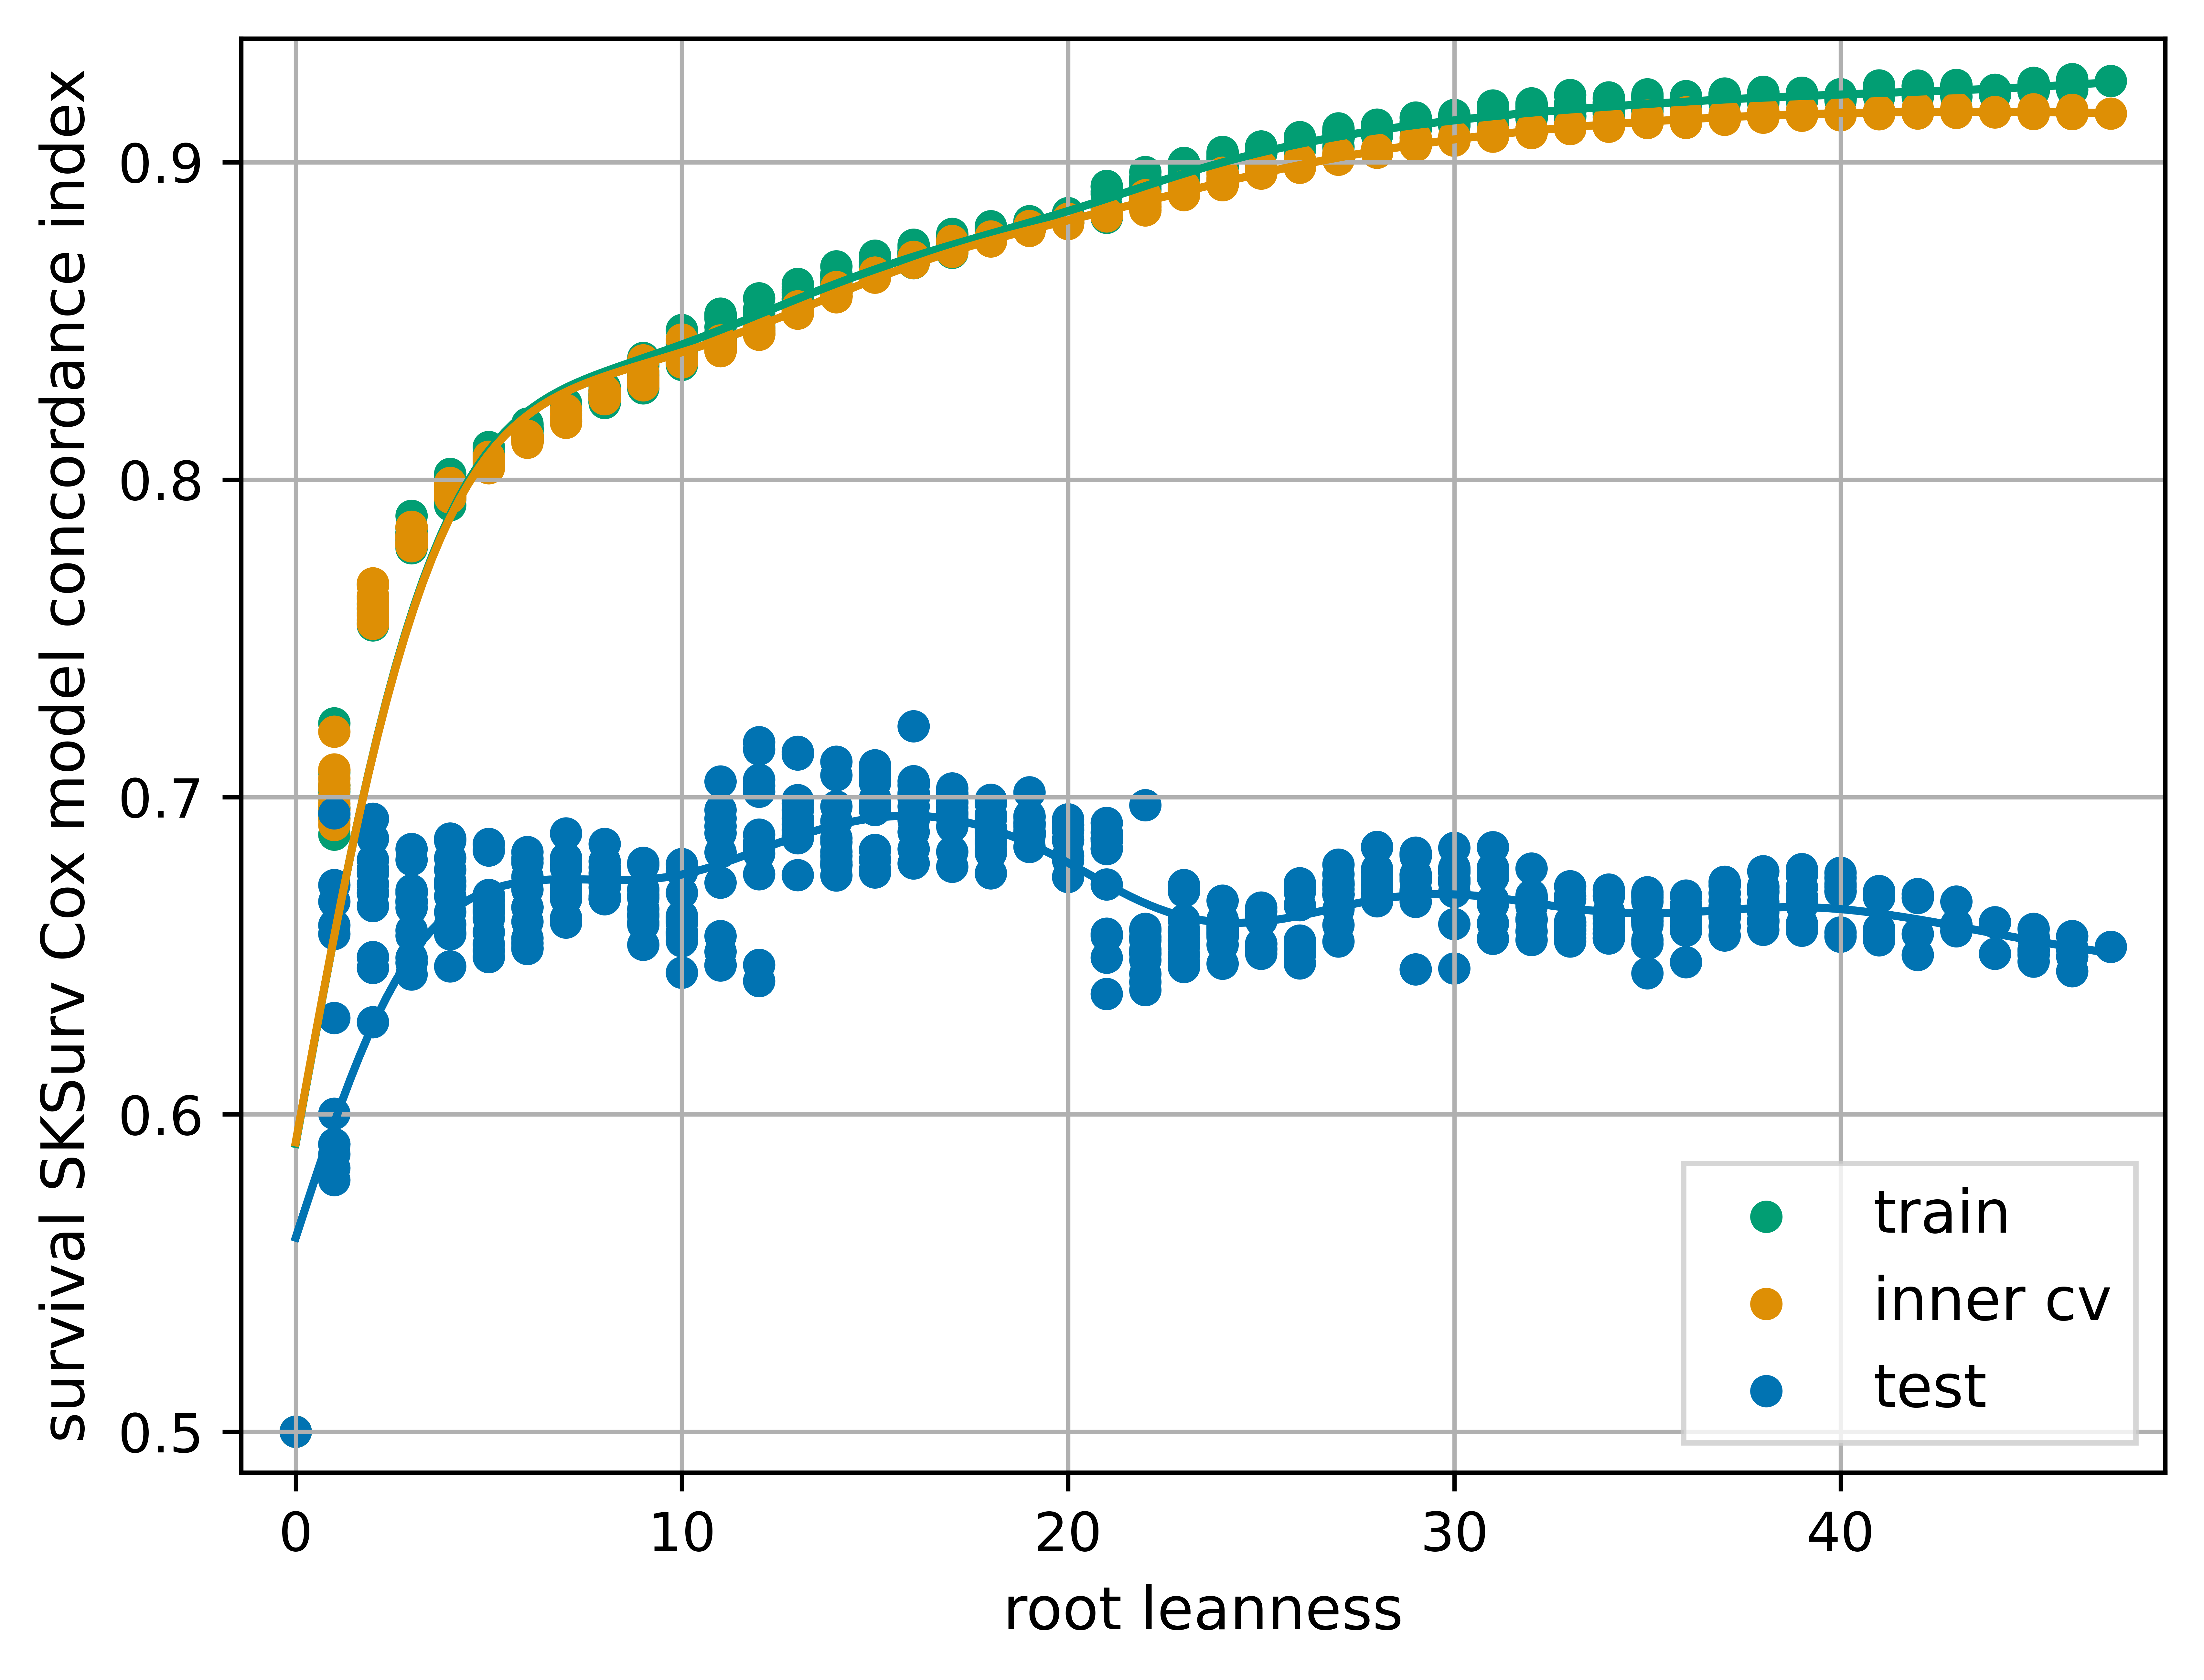 survival SKSurv Cox model concordance index
0.9
0.8
0.7
0.6
0.5
0
10
20
30
40
root leanness
train
inner cv
test